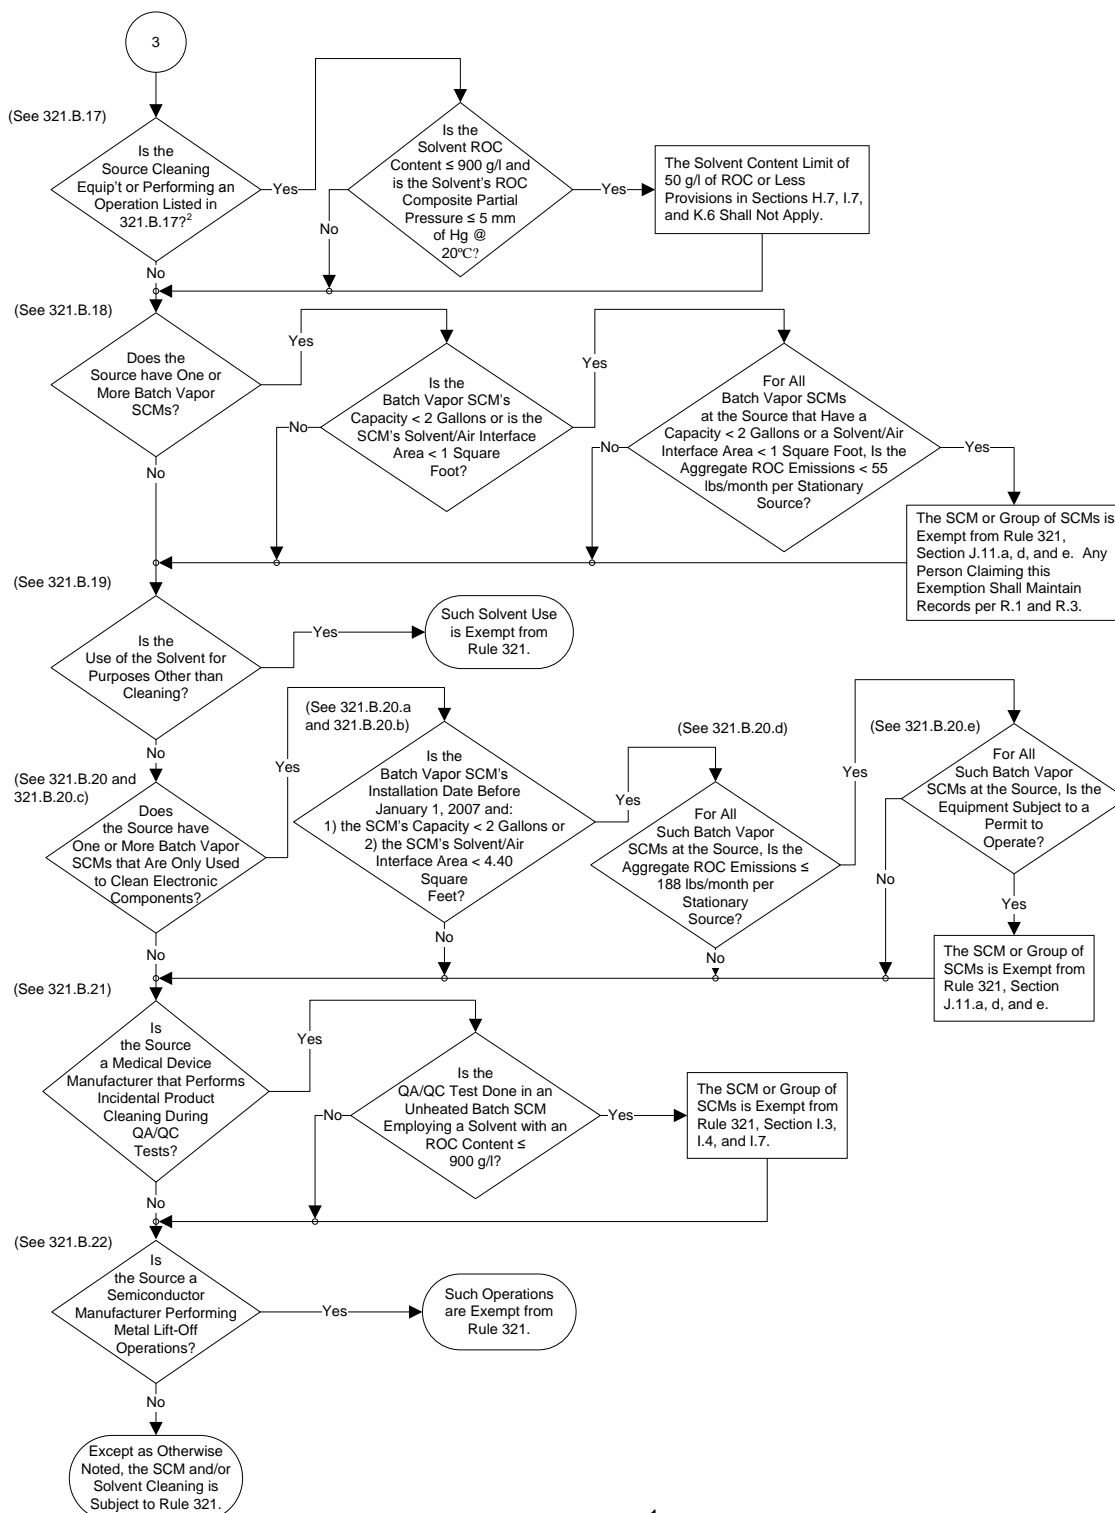 3
(See 321.B.17)
Is the
Source Cleaning
Equip't or Performing an
Operation Listed in
321.B.17?2
Yes
No
Is the
Solvent ROC
Content ≤ 900 g/l and
is the Solvent's ROC
Composite Partial
Pressure ≤ 5 mm
of Hg @
20°C?
Yes
No
The Solvent Content Limit of
50 g/l of ROC or Less
Provisions in Sections H.7, I.7,
and K.6 Shall Not Apply.
(See 321.B.18)
Does the
Source have One or
More Batch Vapor
SCMs?
Yes
No
Is the
Batch Vapor SCM's
Capacity < 2 Gallons or is the
SCM's Solvent/Air Interface
Area < 1 Square
Foot?
Yes
No
For All
Batch Vapor SCMs
at the Source that Have a
Capacity < 2 Gallons or a Solvent/Air
Interface Area < 1 Square Foot, Is the
Aggregate ROC Emissions < 55
lbs/month per Stationary
Source?
Yes
No
The SCM or Group of SCMs is
Exempt from Rule 321,
Section J.11.a, d, and e.  Any
Person Claiming this
Exemption Shall Maintain
Records per R.1 and R.3.
(See 321.B.19)
Is the
Use of the Solvent for
Purposes Other than
Cleaning?
Yes
No
Such Solvent Use
is Exempt from
Rule 321.
(See 321.B.20 and
321.B.20.c)
Does
the Source have
One or More Batch Vapor
SCMs that Are Only Used
to Clean Electronic
Components?
Yes
No
(See 321.B.20.a
and 321.B.20.b)
Is the
Batch Vapor SCM's
Installation Date Before
January 1, 2007 and:
1) the SCM's Capacity < 2 Gallons or
2) the SCM's Solvent/Air
Interface Area < 4.40
Square
Feet?
Yes
No
(See 321.B.20.d)
For All
Such Batch Vapor
SCMs at the Source, Is the
Aggregate ROC Emissions ≤
188 lbs/month per
Stationary
Source?
Yes
No
(See 321.B.20.e)
For All
Such Batch Vapor
SCMs at the Source, Is the
Equipment Subject to a
Permit to
Operate?
No
Yes
The SCM or Group of
SCMs is Exempt from
Rule 321, Section
J.11.a, d, and e.
(See 321.B.21)
Is
the Source
a Medical Device
Manufacturer that Performs
Incidental Product
Cleaning During
QA/QC
Tests?
Yes
No
Is the
QA/QC Test Done in an
Unheated Batch SCM
Employing a Solvent with an
ROC Content ≤
900 g/l?
No
Yes
The SCM or Group of
SCMs is Exempt from
Rule 321, Section I.3,
I.4, and I.7.
(See 321.B.22)
Is
the Source a
Semiconductor
Manufacturer Performing
Metal Lift-Off
Operations?
Yes
No
Such Operations
are Exempt from
Rule 321.
Except as Otherwise
Noted, the SCM and/or
Solvent Cleaning is
Subject to Rule 321.